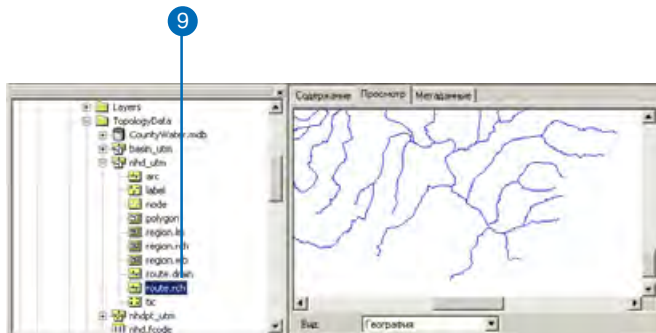 9
Layers
TopologyData
CountyWater.mdb
basin_utm
nhd_utm
arc
label
node
polygon
region.lm
region.rch
region.wb
route.drain
route.rch
tic
nhdpt_utm
nhd.fcode
Содержание Просмотр Метаданные
Вид: География